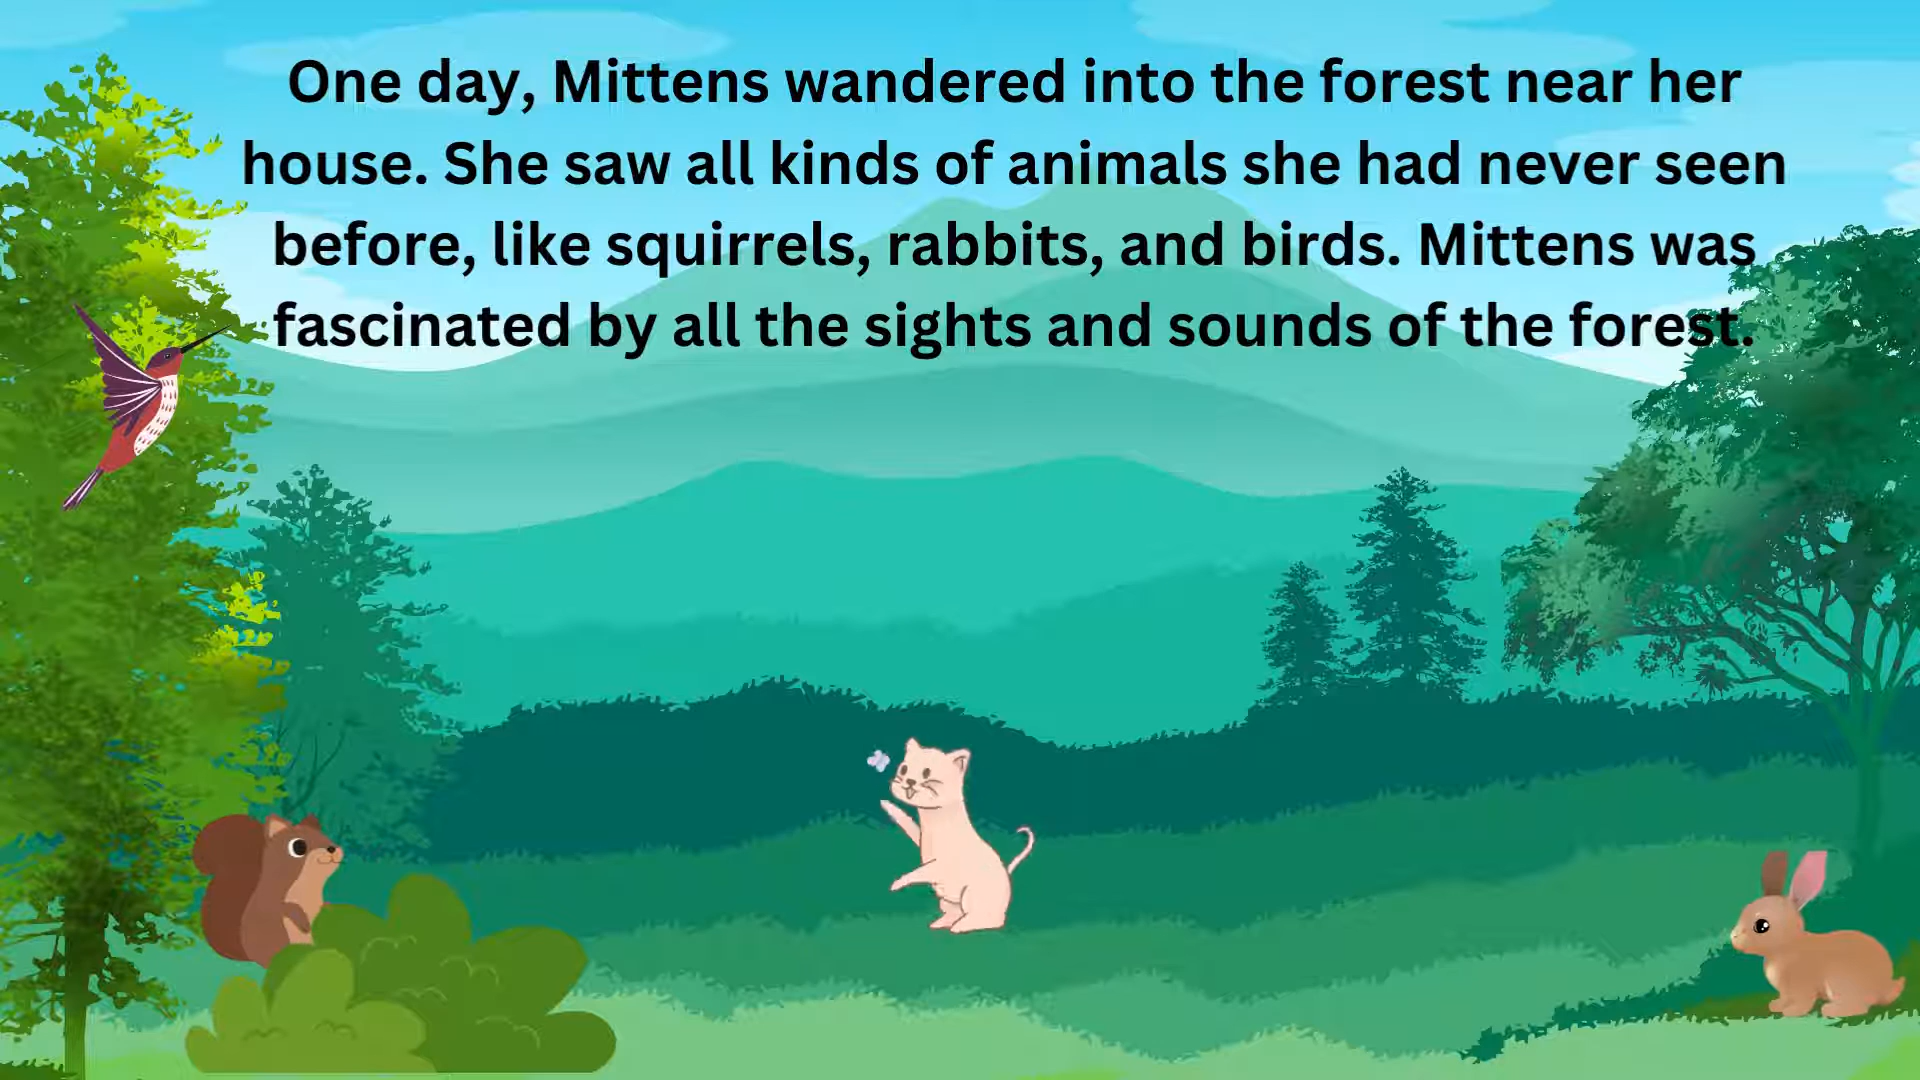 One day, Mittens wandered into the forest near her
house. She saw all kinds of animals she had never seen
before, like squirrels, rabbits, and birds. Mittens was
fascinated by all the sights and sounds of the forest.